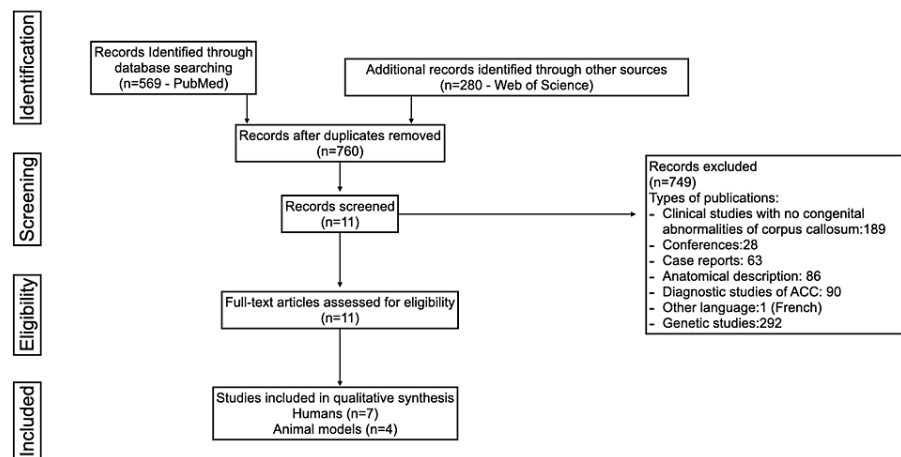 Identification
Records Identified through
database searching
(n=569 - PubMed)
Additional records identified through other sources
(n=280 - Web of Science)
Records after duplicates removed
(n=760)
Screening
Records screened
(n=11)
Records excluded
(n=749)
Types of publications:
- Clinical studies with no congenital
abnormalities of corpus callosum:189
- Conferences:28
- Case reports: 63
- Anatomical description: 86
- Diagnostic studies of ACC: 90
- Other language:1 (French)
- Genetic studies:292
Eligibility
Full-text articles assessed for eligibility
(n=11)
Included
Studies included in qualitative synthesis
Humans (n=7)
Animal models (n=4)